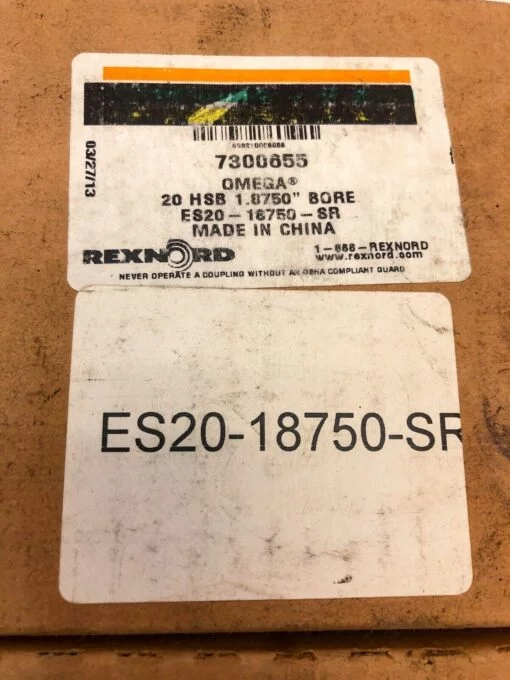 03/27/13
7300655
OMEGA®
20 HSB 1.8750" BORE
ES20-18750-SR
MADE IN CHINA
REXNORD
1-866-REXNORD
www.rexnord.com
NEVER OPERATE A COUPLING WITHOUT AN OSHA COMPLIANT GUARD
ES20-18750-SR